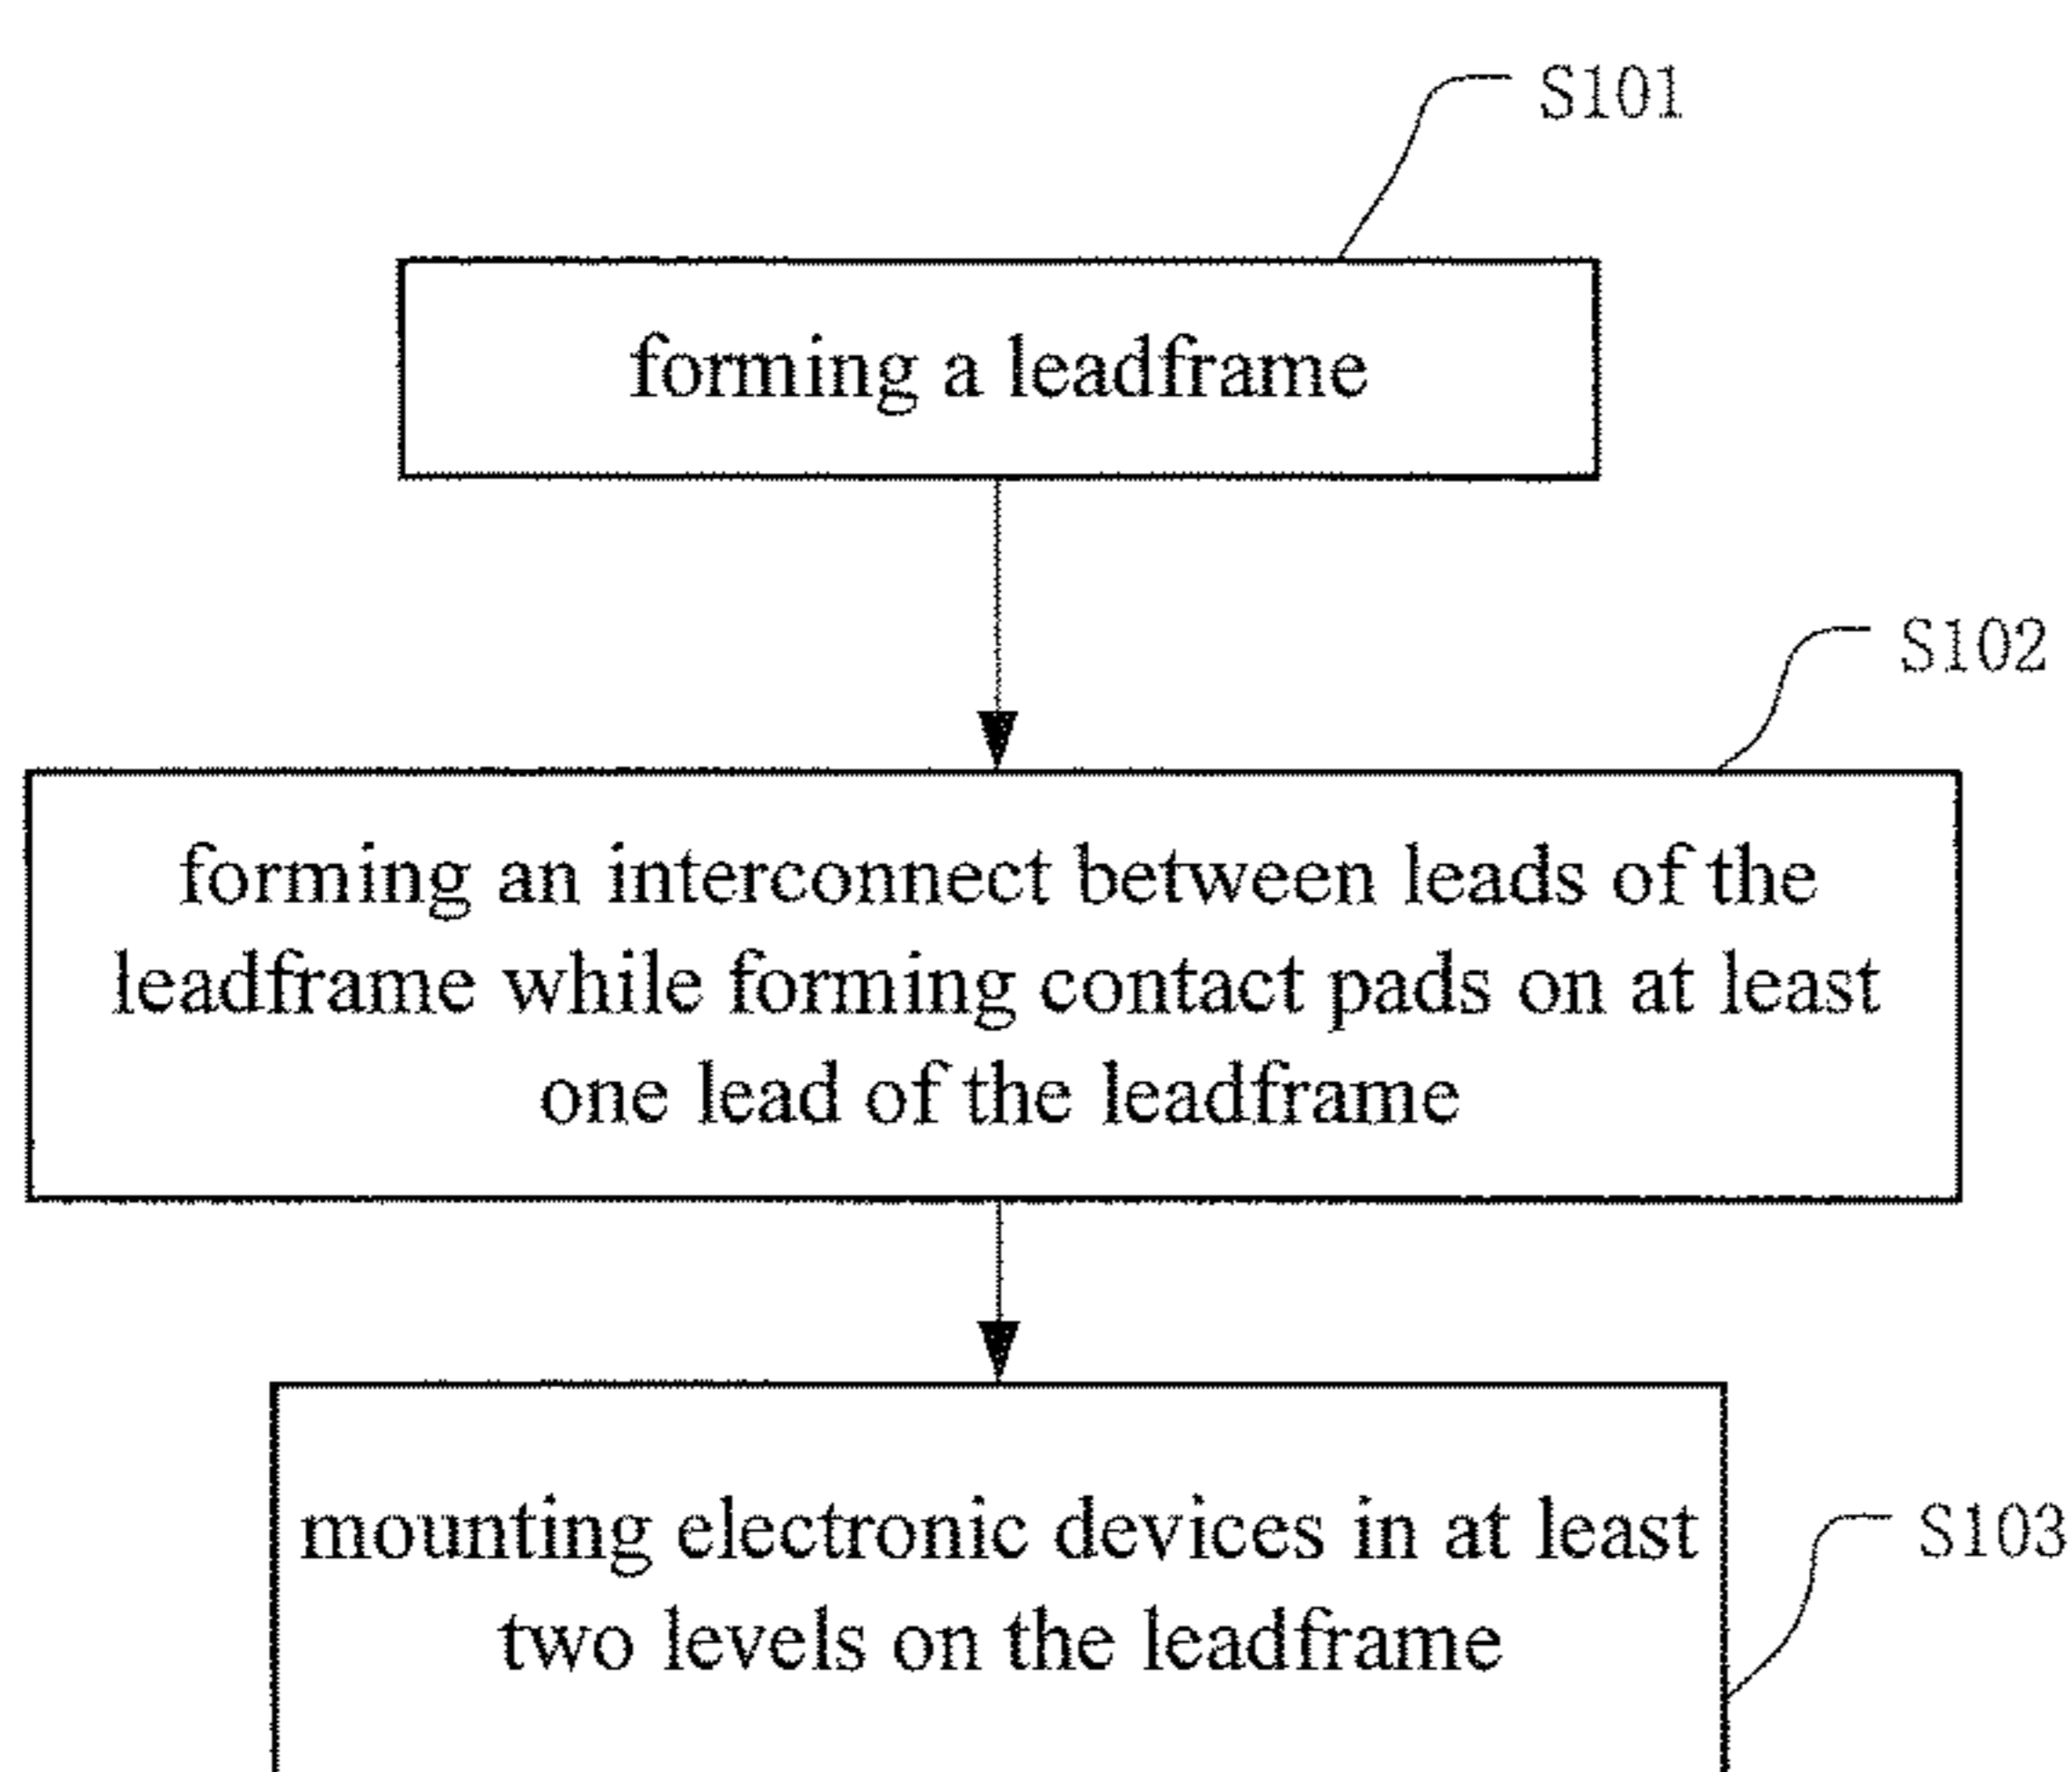 S101
forming a leadframe
S102
forming an interconnect between leads of the
leadframe while forming contact pads on at least
one lead of the leadframe
mounting electronic devices in at least
S103
two levels on the leadframe